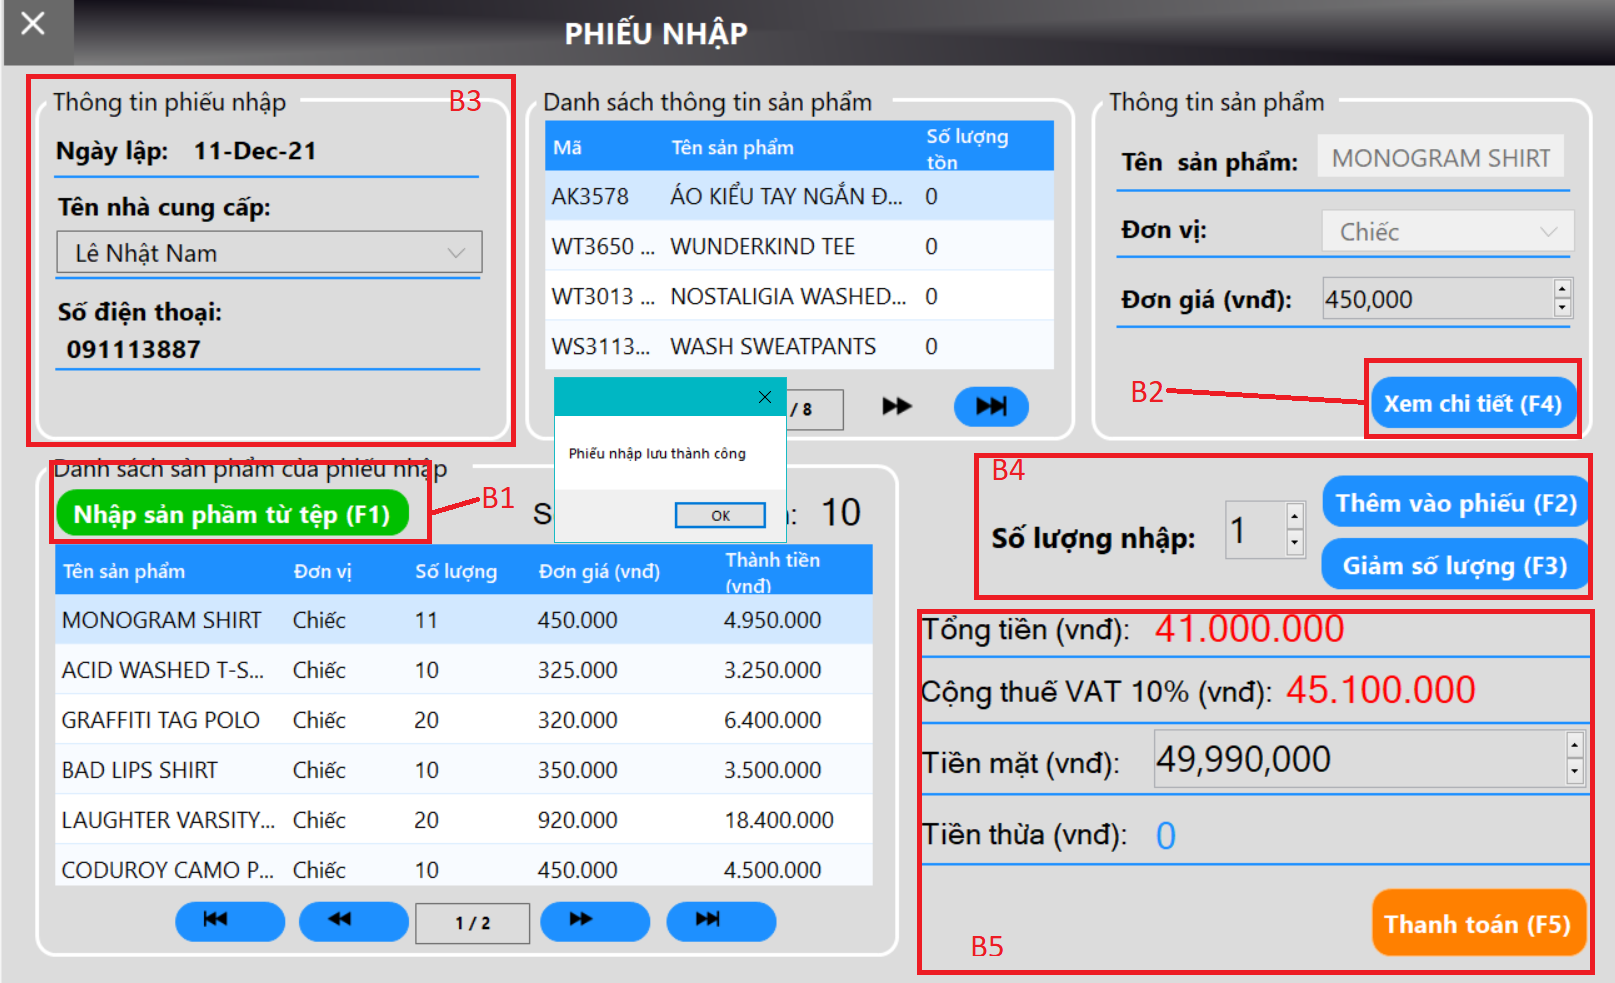 PHIẾU NHẬP
Thông tin phiếu nhập
B3
Ngày lập: 11-Dec-21
Tên nhà cung cấp:
Lê Nhật Nam
Số điện thoại:
091113887
Danh sách thông tin sản phẩm
Mã Tên sản phẩm Số lượng tồn
AK3578 ÁO KIỂU TAY NGẮN Đ... 0
WT3650 ... WUNDERKIND TEE 0
WT3013 ... NOSTALIGIA WASHED... 0
WS3113... WASH SWEATPANTS 0
/ 8
Thông tin sản phẩm
Tên sản phẩm: MONOGRAM SHIRT
Đơn vị: Chiếc
Đơn giá (vnđ): 450,000
B2
Xem chi tiết (F4)
Phiếu nhập lưu thành công
OK
Danh sách sản phẩm của phiếu nhập
Nhập sản phầm từ tệp (F1)
B1
S : 10
Tên sản phẩm Đơn vị Số lượng Đơn giá (vnđ) Thành tiền (vnđ)
MONOGRAM SHIRT Chiếc 11 450.000 4.950.000
ACID WASHED T-S... Chiếc 10 325.000 3.250.000
GRAFFITI TAG POLO Chiếc 20 320.000 6.400.000
BAD LIPS SHIRT Chiếc 10 350.000 3.500.000
LAUGHTER VARSITY... Chiếc 20 920.000 18.400.000
CODUROY CAMO P... Chiếc 10 450.000 4.500.000
1 / 2
B4
Số lượng nhập: 1
Thêm vào phiếu (F2)
Giảm số lượng (F3)
Tổng tiền (vnđ): 41.000.000
Cộng thuế VAT 10% (vnđ): 45.100.000
Tiền mặt (vnđ): 49,990,000
Tiền thừa (vnđ): 0
Thanh toán (F5)
B5